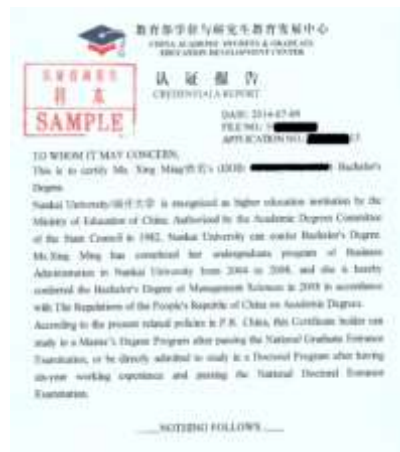 教育部学位与研究生教育发展中心
CHINA ACADEMIC DEGREES & GRADUATE
EDUCATION DEVELOPMENT CENTER
样 本
SAMPLE
认 证 报 告
CREDENTIALS REPORT
DATE: 2014-07-09
FILE NO.:
APPLICATION NO.:
TO WHOM IT MAY CONCERN,
This is to certify Ms. Xing Ming (DOB: ) Bachelor's
Degree.
Nankai University/南开大学 is recognized as higher education institution by the
Ministry of Education of China. Authorized by the Academic Degrees Committee
of the State Council in 1982, Nankai University can confer Bachelor's Degree.
Ms.Xing Ming has completed her undergraduate program of Business
Administration in Nankai University from 2004 to 2008, and she is hereby
conferred the Bachelor's Degree of Management Sciences in 2008 in accordance
with The Regulations of the People's Republic of China on Academic Degrees.
According to the present related policies in P.R. China, this Certificate holder can
study in a Master's Degree Program after passing the National Graduate Entrance
Examination, or be directly admitted to study in a Doctoral Program after having
six-year working experience and passing the National Doctoral Entrance
Examination.
NOTHING FOLLOWS